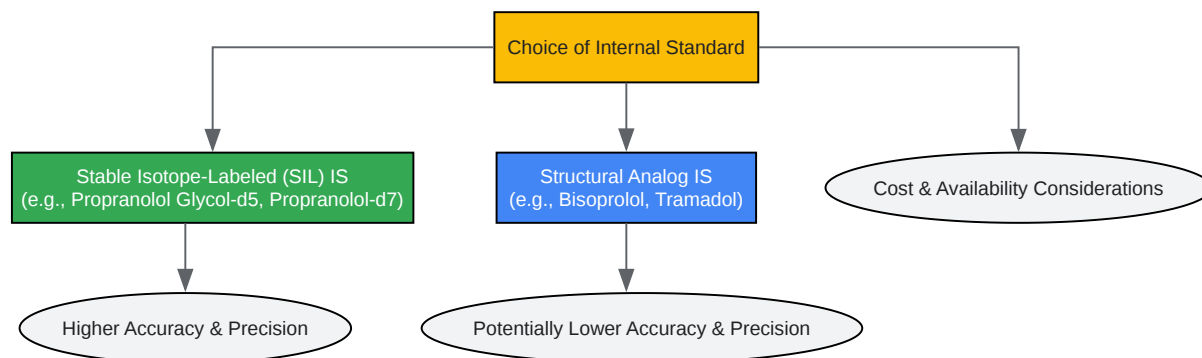 Choice of Internal Standard
Stable Isotope-Labeled (SIL) IS
(e.g., Propranolol Glycol-d5, Propranolol-d7)
Structural Analog IS
(e.g., Bisoprolol, Tramadol)
Cost & Availability Considerations
Higher Accuracy & Precision
Potentially Lower Accuracy & Precision